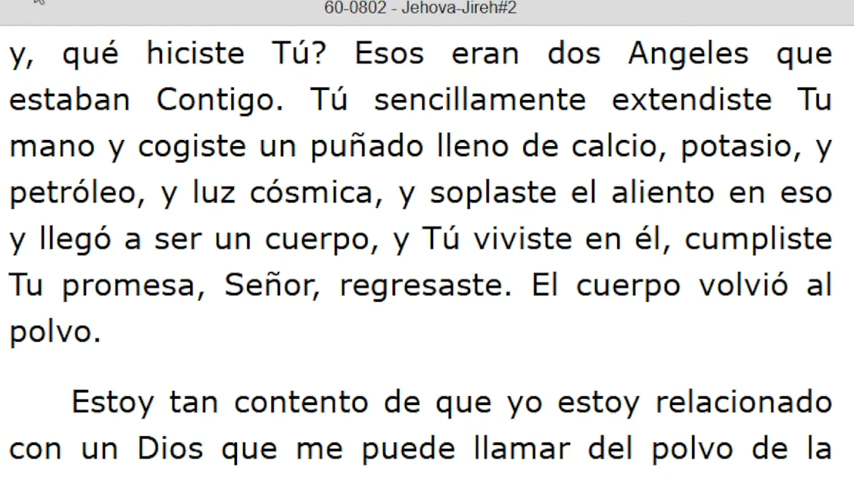 60-0802 - Jehova-Jireh#2
y, qué hiciste Tú? Esos eran dos Angeles que
estaban Contigo. Tú sencillamente extendiste Tu
mano y cogiste un puñado lleno de calcio, potasio, y
petróleo, y luz cósmica, y soplaste el aliento en eso
y llegó a ser un cuerpo, y Tú viviste en él, cumpliste
Tu promesa, Señor, regresaste. El cuerpo volvió al
polvo.
Estoy tan contento de que yo estoy relacionado
con un Dios que me puede llamar del polvo de la